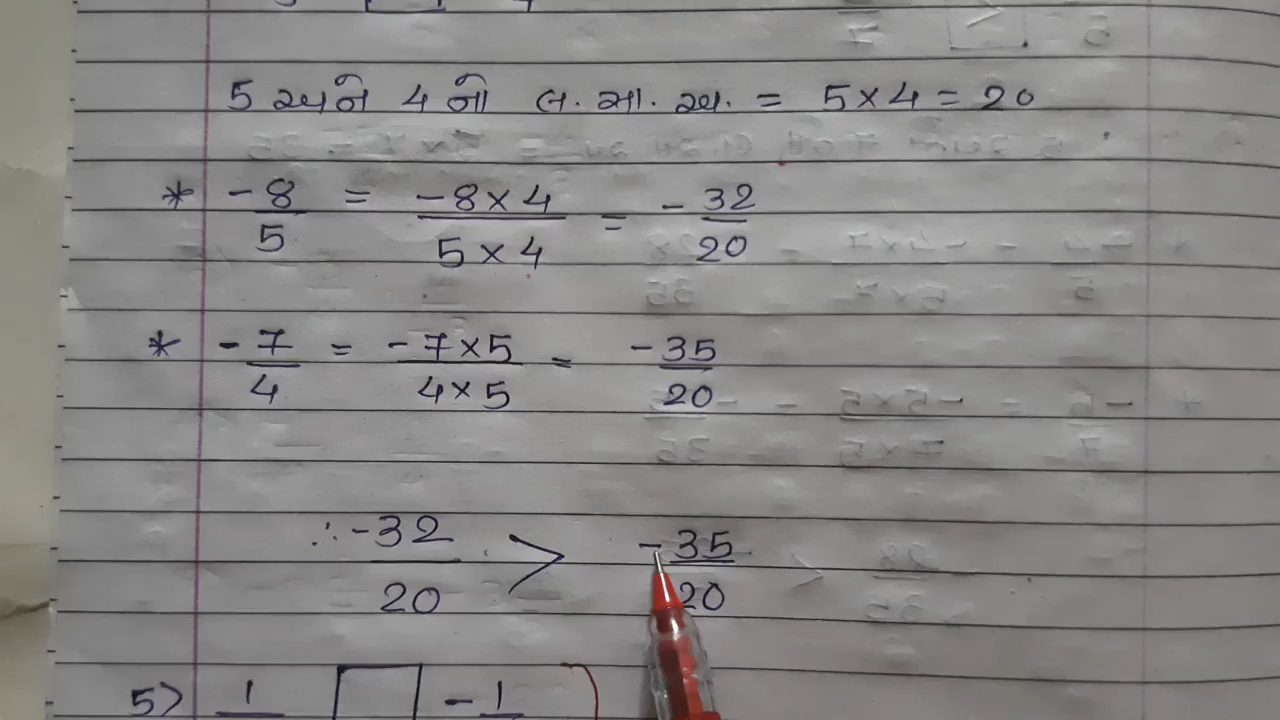 5 અને 4 નો લ. સા. અ. = 5 × 4 = 20
* -8/5 = -8 × 4 / 5 × 4 = -32/20
* -7/4 = -7 × 5 / 4 × 5 = -35/20
∴ -32/20 > -35/20
5> 1 □ -1